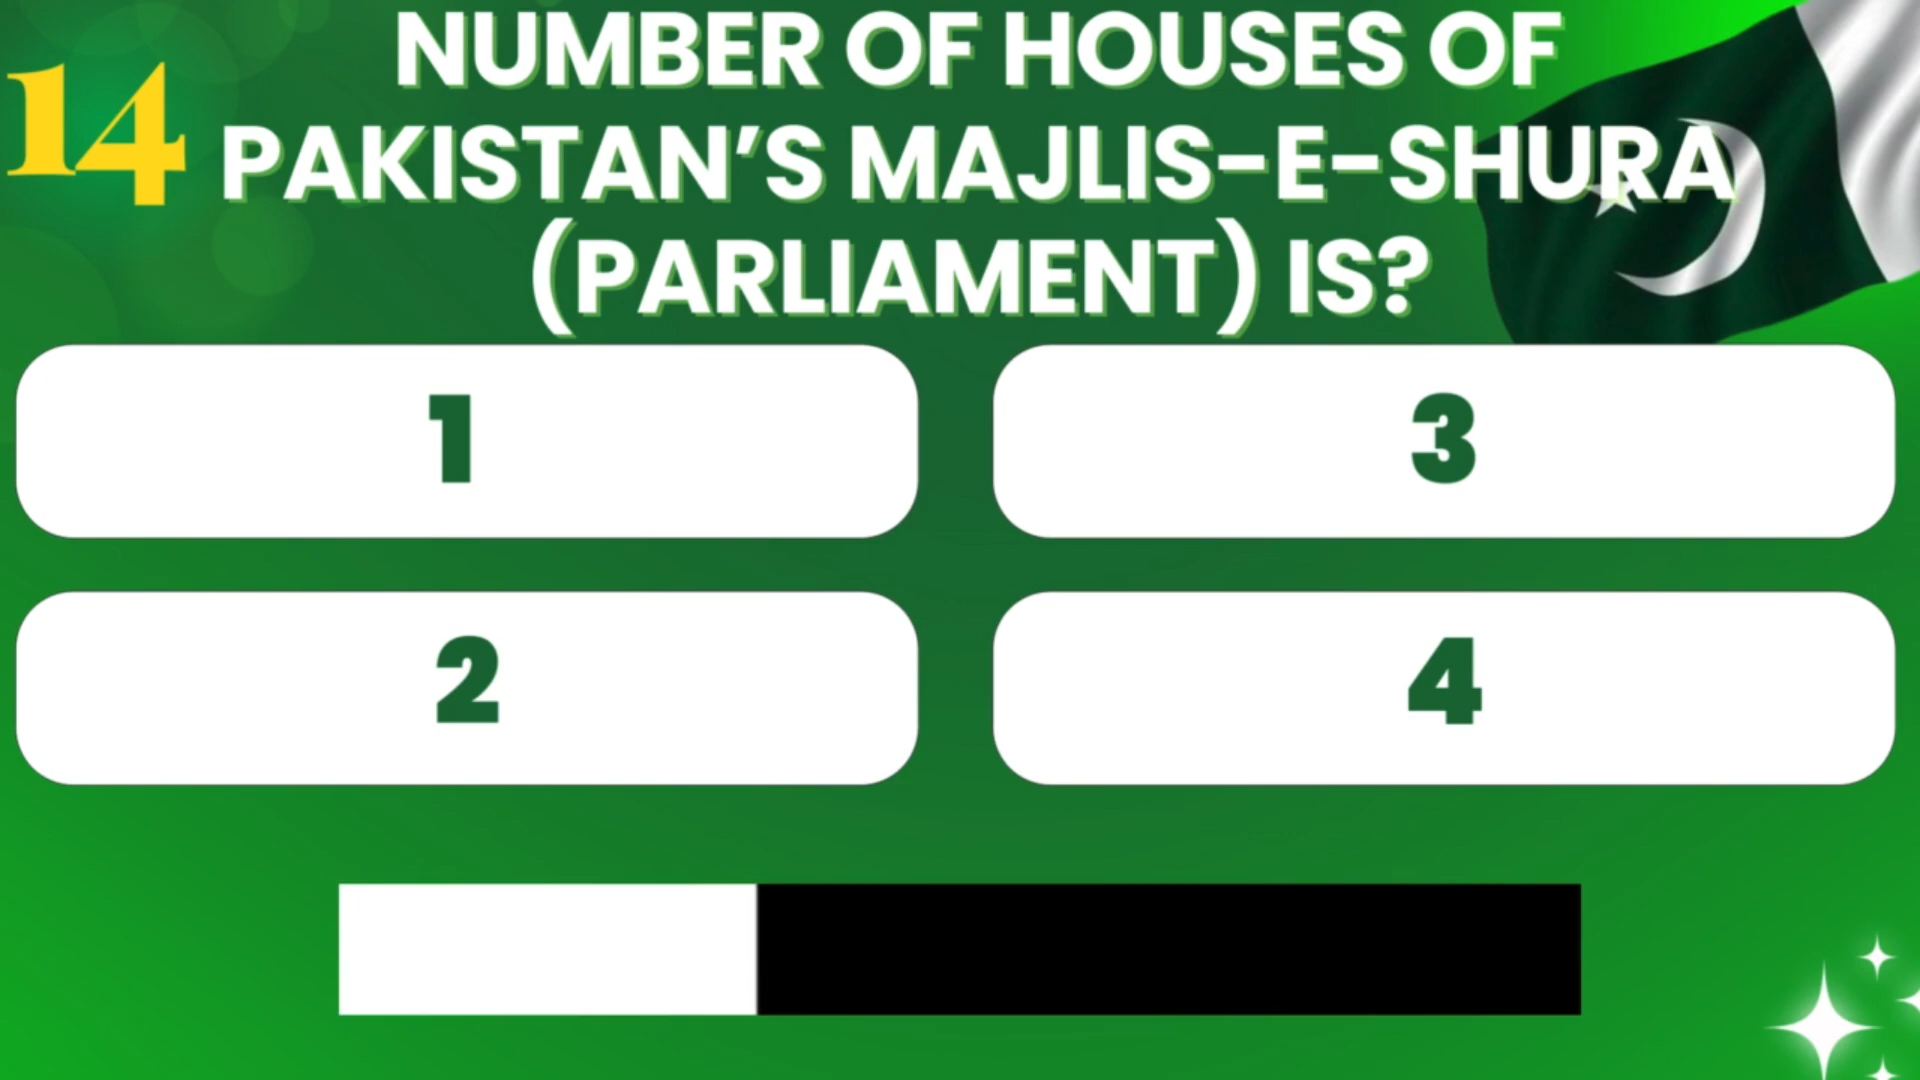 14
NUMBER OF HOUSES OF
PAKISTAN’S MAJLIS-E-SHURA
(PARLIAMENT) IS?
1
3
2
4